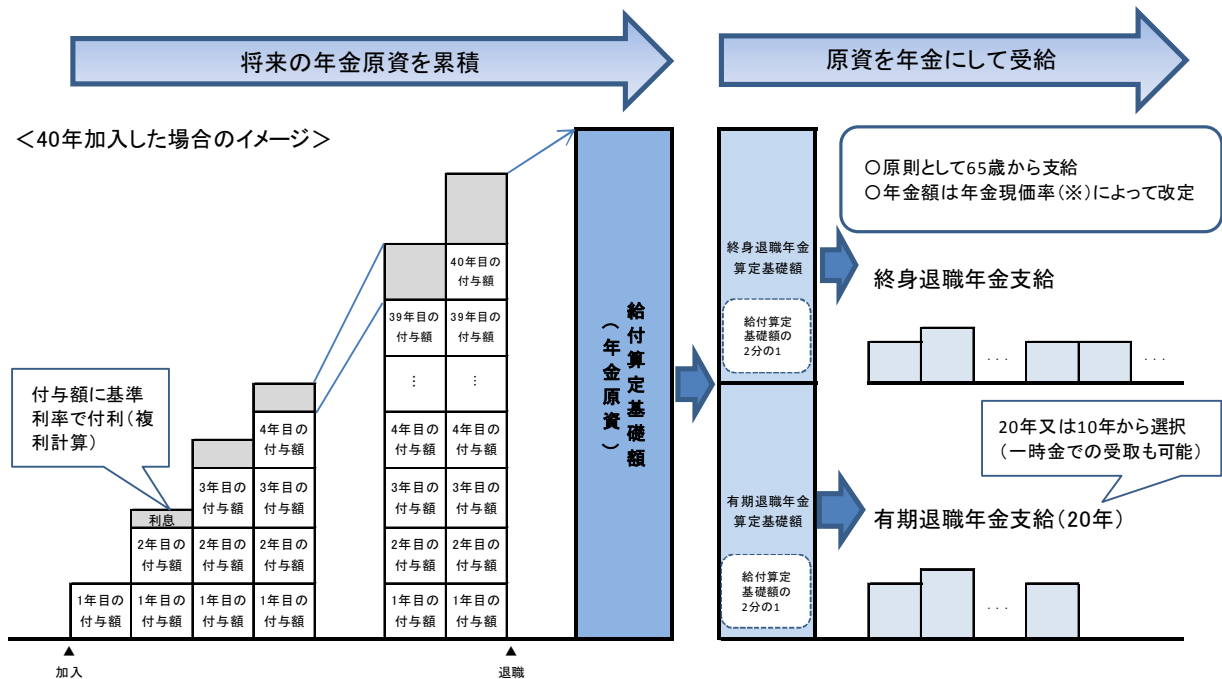 将来の年金原資を累積
原資を年金にして受給
＜40年加入した場合のイメージ＞
○原則として65歳から支給
○年金額は年金現価率(※)によって改定
付与額に基準
利率で付利(複
利計算)
利息
1年目の
付与額
2年目の
付与額
1年目の
付与額
3年目の
付与額
2年目の
付与額
1年目の
付与額
4年目の
付与額
3年目の
付与額
2年目の
付与額
1年目の
付与額
39年目の
付与額
…
4年目の
付与額
3年目の
付与額
2年目の
付与額
1年目の
付与額
40年目の
付与額
39年目の
付与額
…
4年目の
付与額
3年目の
付与額
2年目の
付与額
1年目の
付与額
▲
加入
▲
退職
給付算定基礎額
(年金原資)
終身退職年金
算定基礎額
給付算定
基礎額の
2分の1
有期退職年金
算定基礎額
給付算定
基礎額の
2分の1
終身退職年金支給
... ...
20年又は10年から選択
(一時金での受取も可能)
有期退職年金支給(20年)
...